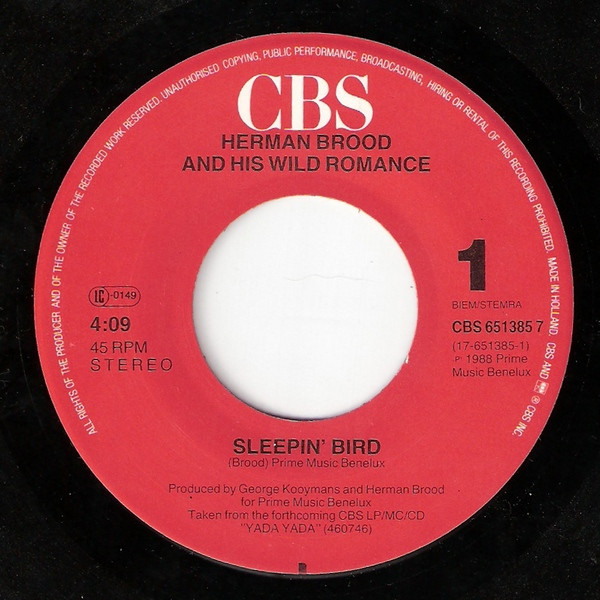 ALL RIGHTS OF THE PRODUCER AND OF THE OWNER OF THE RECORDED WORK RESERVED. UNAUTHORISED COPYING, PUBLIC PERFORMANCE, BROADCASTING, HIRING OR RENTAL OF THIS RECORDING PROHIBITED. MADE IN HOLLAND. CBS AND ® CBS INC.
CBS
HERMAN BROOD
AND HIS WILD ROMANCE
1
BIEM/STEMRA
LC-0149
4:09
45 RPM
STEREO
CBS 651385 7
(17-651385-1)
P 1988 Prime
Music Benelux
SLEEPIN' BIRD
(Brood) Prime Music Benelux
Produced by George Kooymans and Herman Brood
for Prime Music Benelux
Taken from the forthcoming CBS LP/MC/CD
"YADA YADA" (460746)